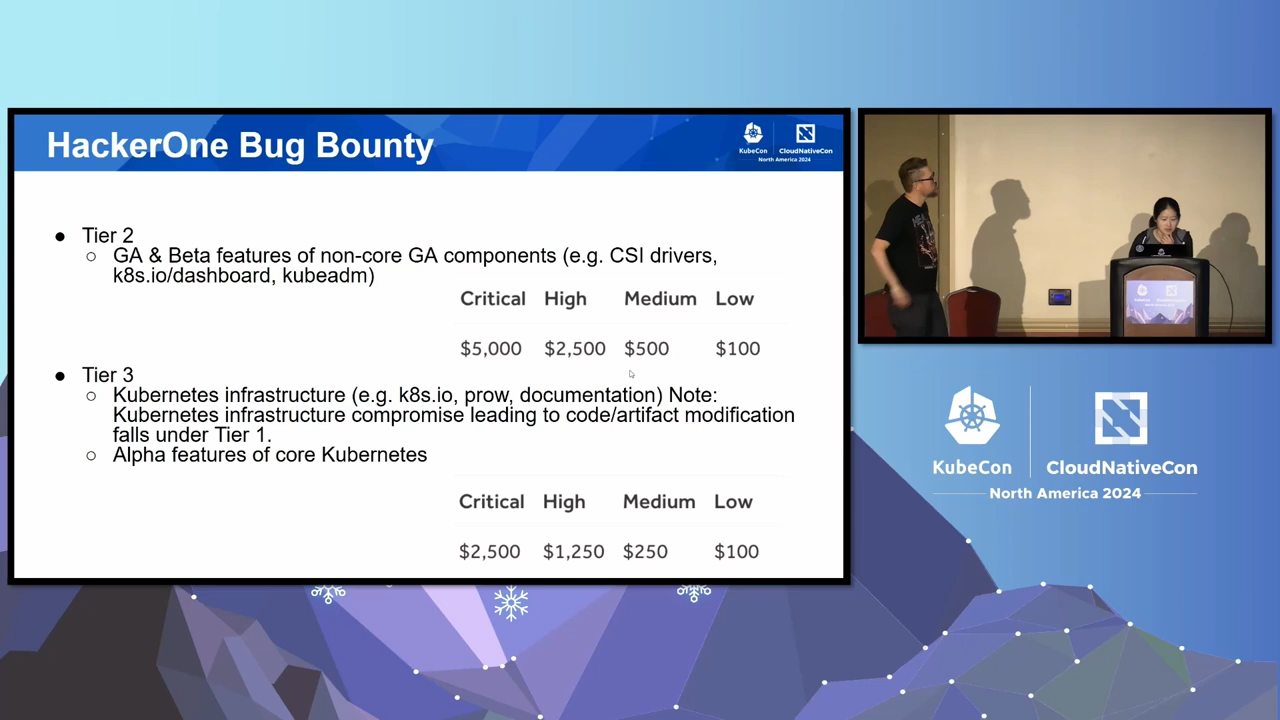 HackerOne Bug Bounty
KubeCon
CloudNativeCon
North America 2024
● Tier 2
○ GA & Beta features of non-core GA components (e.g. CSI drivers,
k8s.io/dashboard, kubeadm)
Critical High Medium Low
$5,000 $2,500 $500 $100
● Tier 3
○ Kubernetes infrastructure (e.g. k8s.io, prow, documentation) Note:
Kubernetes infrastructure compromise leading to code/artifact modification
falls under Tier 1.
○ Alpha features of core Kubernetes
Critical High Medium Low
$2,500 $1,250 $250 $100
KubeCon
CloudNativeCon
North America 2024